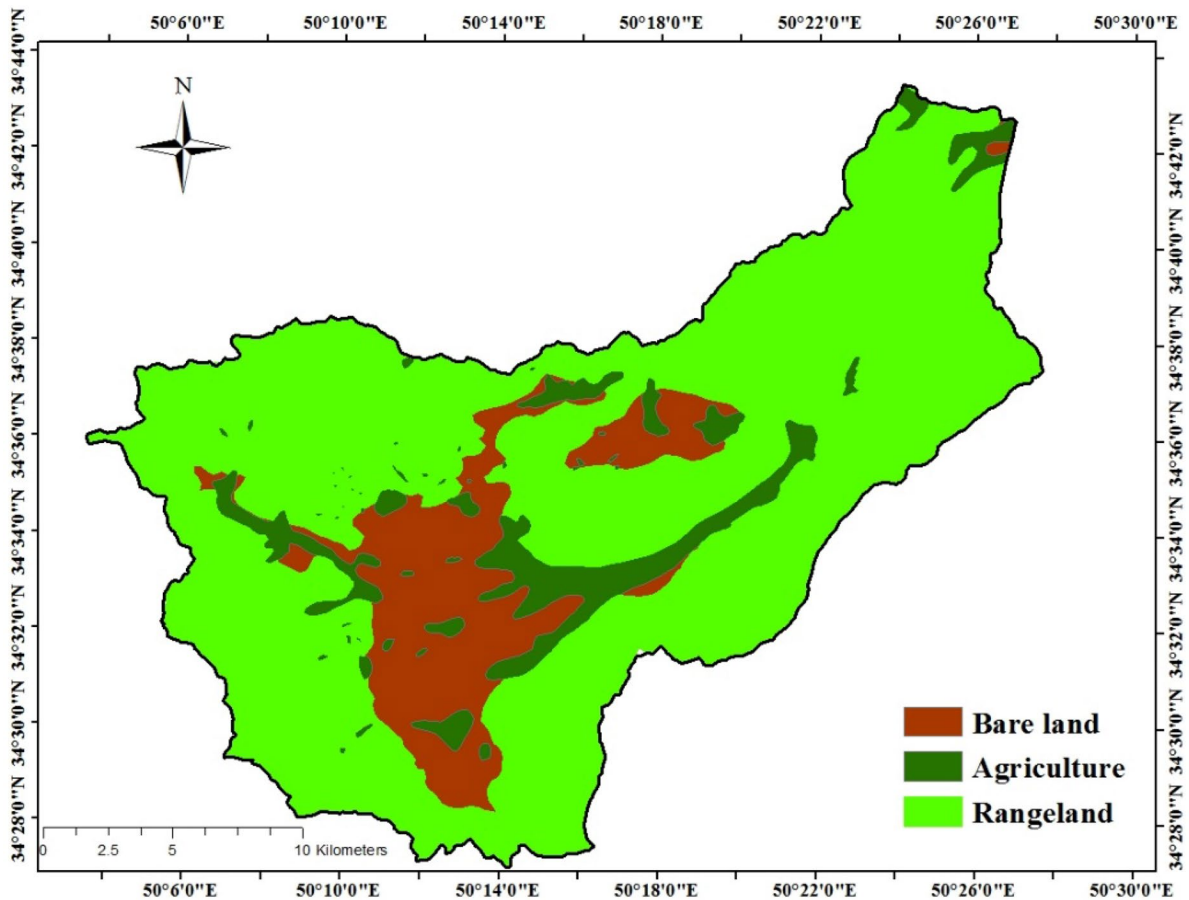 50°6'0"E 50°10'0"E 50°14'0"E 50°18'0"E 50°22'0"E 50°26'0"E 50°30'0"E
34°44'0"N
34°42'0"N
34°40'0"N
34°38'0"N
34°36'0"N
34°34'0"N
34°32'0"N
34°30'0"N
34°28'0"N
N
34°42'0"N
34°40'0"N
34°38'0"N
34°36'0"N
34°34'0"N
34°32'0"N
34°30'0"N
34°28'0"N
Bare land
Agriculture
Rangeland
0 2.5 5 10 Kilometers
50°6'0"E 50°10'0"E 50°14'0"E 50°18'0"E 50°22'0"E 50°26'0"E 50°30'0"E